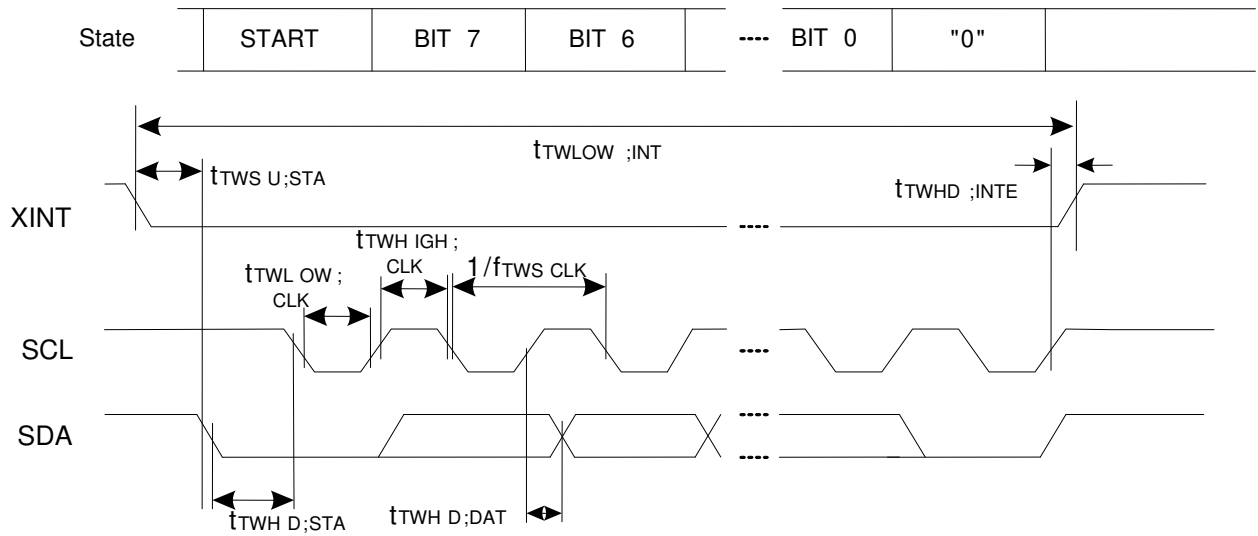 State START BIT 7 BIT 6 ---- BIT 0 "0"
tTWLOW ;INT
tTWS U;STA
tTWHD ;INTE
XINT
----
tTWH IGH ;
CLK
1/fTWS CLK
tTWL OW ;
CLK
SCL
----
SDA
----
----
tTWH D;STA
tTWH D;DAT